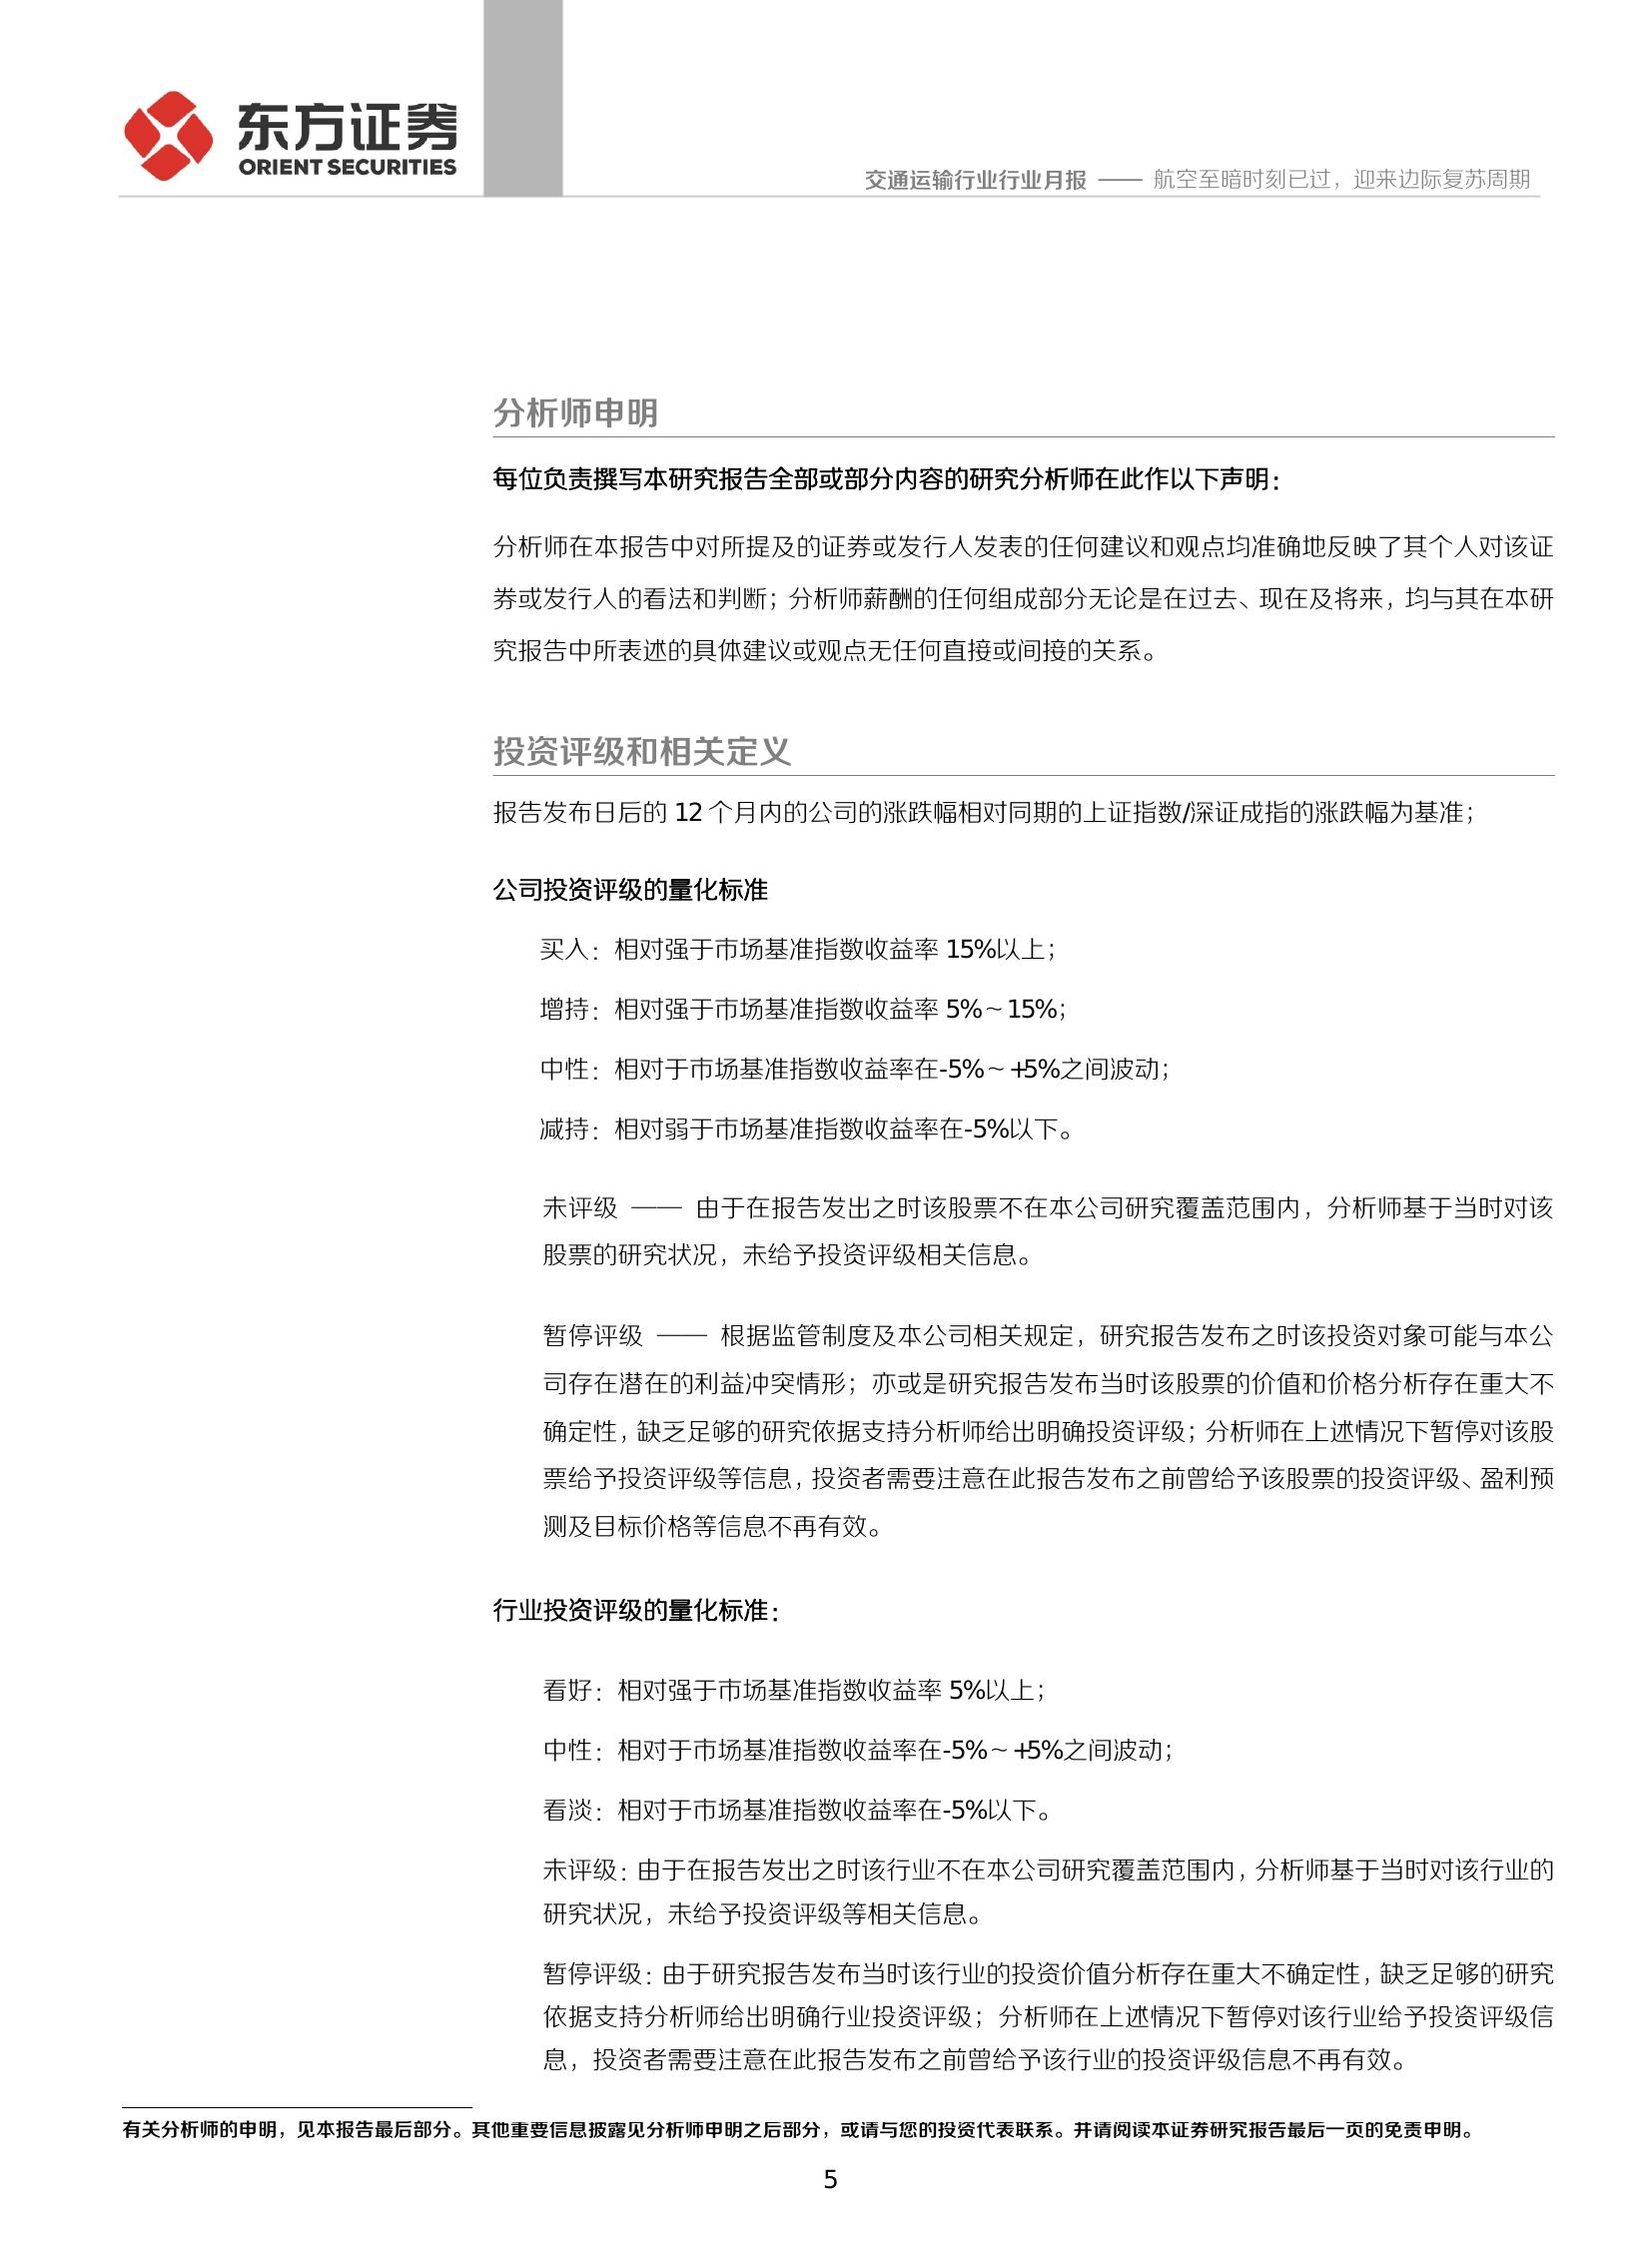 东方证券
ORIENT SECURITIES
交通运输行业行业月报 —— 航空至暗时刻已过，迎来边际复苏周期
分析师申明
每位负责撰写本研究报告全部或部分内容的研究分析师在此作以下声明：
分析师在本报告中对所提及的证券或发行人发表的任何建议和观点均准确地反映了其个人对该证
券或发行人的看法和判断；分析师薪酬的任何组成部分无论是在过去、现在及将来，均与其在本研
究报告中所表述的具体建议或观点无任何直接或间接的关系。
投资评级和相关定义
报告发布日后的 12 个月内的公司的涨跌幅相对同期的上证指数/深证成指的涨跌幅为基准；
公司投资评级的量化标准
买入：相对强于市场基准指数收益率 15%以上；
增持：相对强于市场基准指数收益率 5%～15%；
中性：相对于市场基准指数收益率在-5%～+5%之间波动；
减持：相对弱于市场基准指数收益率在-5%以下。
未评级 —— 由于在报告发出之时该股票不在本公司研究覆盖范围内，分析师基于当时对该
股票的研究状况，未给予投资评级相关信息。
暂停评级 —— 根据监管制度及本公司相关规定，研究报告发布之时该投资对象可能与本公
司存在潜在的利益冲突情形；亦或是研究报告发布当时该股票的价值和价格分析存在重大不
确定性，缺乏足够的研究依据支持分析师给出明确投资评级；分析师在上述情况下暂停对该股
票给予投资评级等信息，投资者需要注意在此报告发布之前曾给予该股票的投资评级、盈利预
测及目标价格等信息不再有效。
行业投资评级的量化标准：
看好：相对强于市场基准指数收益率 5%以上；
中性：相对于市场基准指数收益率在-5%～+5%之间波动；
看淡：相对于市场基准指数收益率在-5%以下。
未评级：由于在报告发出之时该行业不在本公司研究覆盖范围内，分析师基于当时对该行业的
研究状况，未给予投资评级等相关信息。
暂停评级：由于研究报告发布当时该行业的投资价值分析存在重大不确定性，缺乏足够的研究
依据支持分析师给出明确行业投资评级；分析师在上述情况下暂停对该行业给予投资评级信
息，投资者需要注意在此报告发布之前曾给予该行业的投资评级信息不再有效。
有关分析师的申明，见本报告最后部分。其他重要信息披露见分析师申明之后部分，或请与您的投资代表联系。并请阅读本证券研究报告最后一页的免责申明。
5